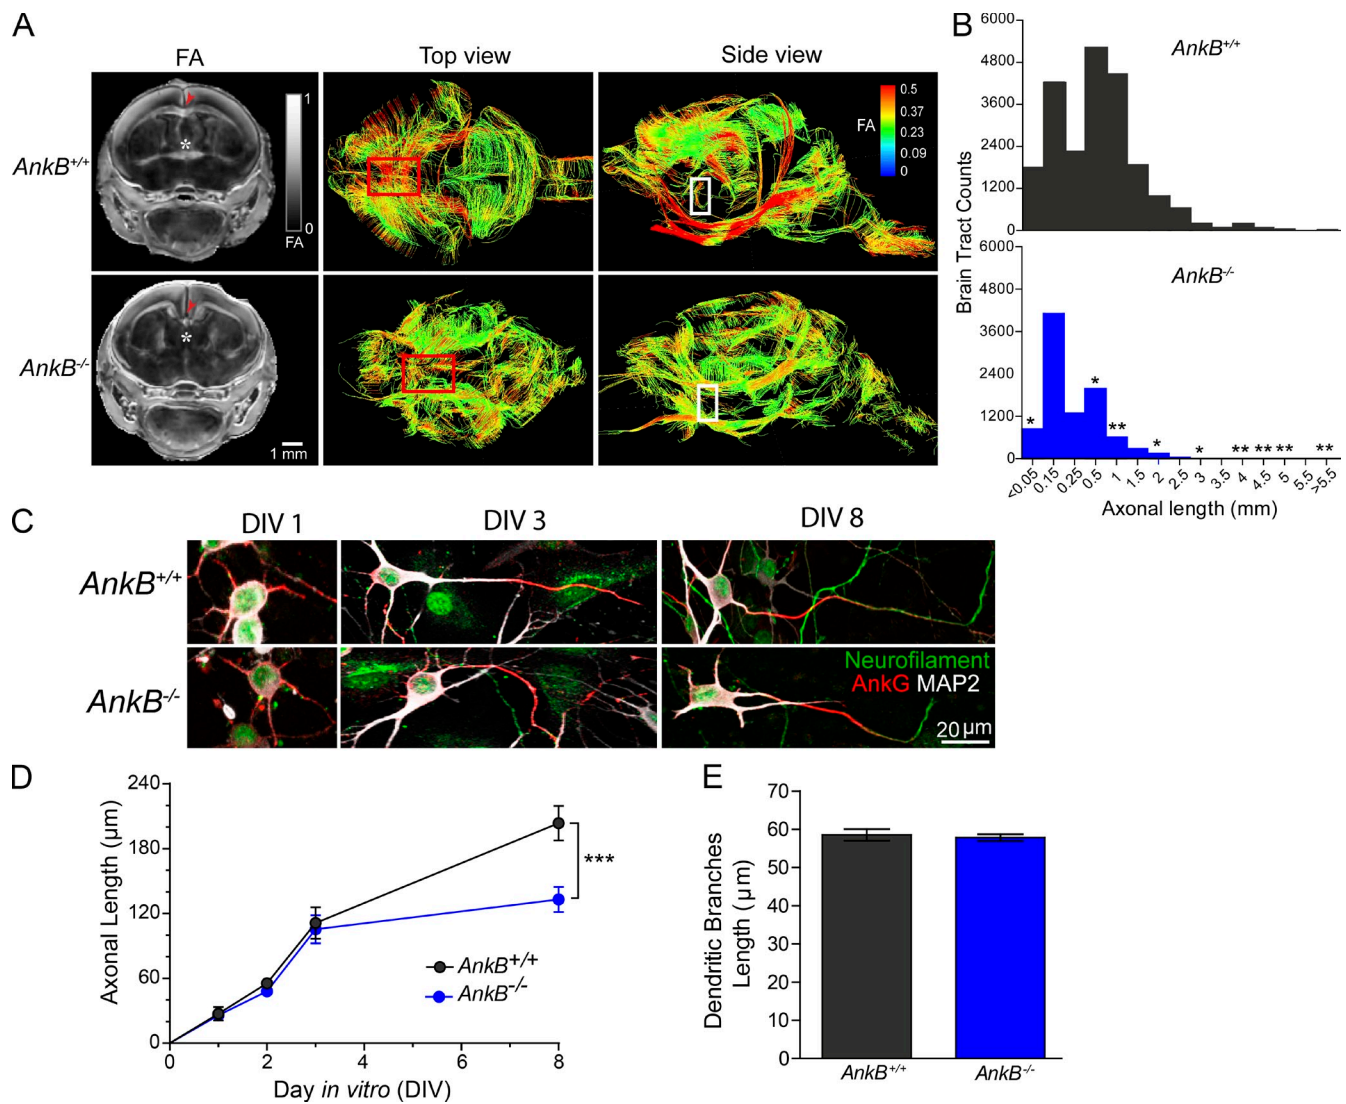 A
FA
Top view
Side view
AnkB+/+
1
0
FA
FA
0.5
0.37
0.23
0.09
0
AnkB-/-
*
*
1 mm
B
6000
4800
3600
2400
1200
0
AnkB+/+
Brain Tract Counts
6000
4800
3600
2400
1200
0
AnkB-/-
* * ** * * ** ** ** **
<0.05 0.15 0.25 0.5 1 1.5 2 2.5 3 3.5 4 4.5 5 5.5 >5.5
Axonal length (mm)
C
DIV 1
DIV 3
DIV 8
AnkB+/+
AnkB-/-
Neurofilament
AnkG MAP2
20 µm
D
240
180
120
60
0
Axonal Length (µm)
***
AnkB+/+
AnkB-/-
0 2 4 6 8
Day in vitro (DIV)
E
70
60
50
40
30
20
10
0
Dendritic Branches
Length (µm)
AnkB+/+
AnkB-/-